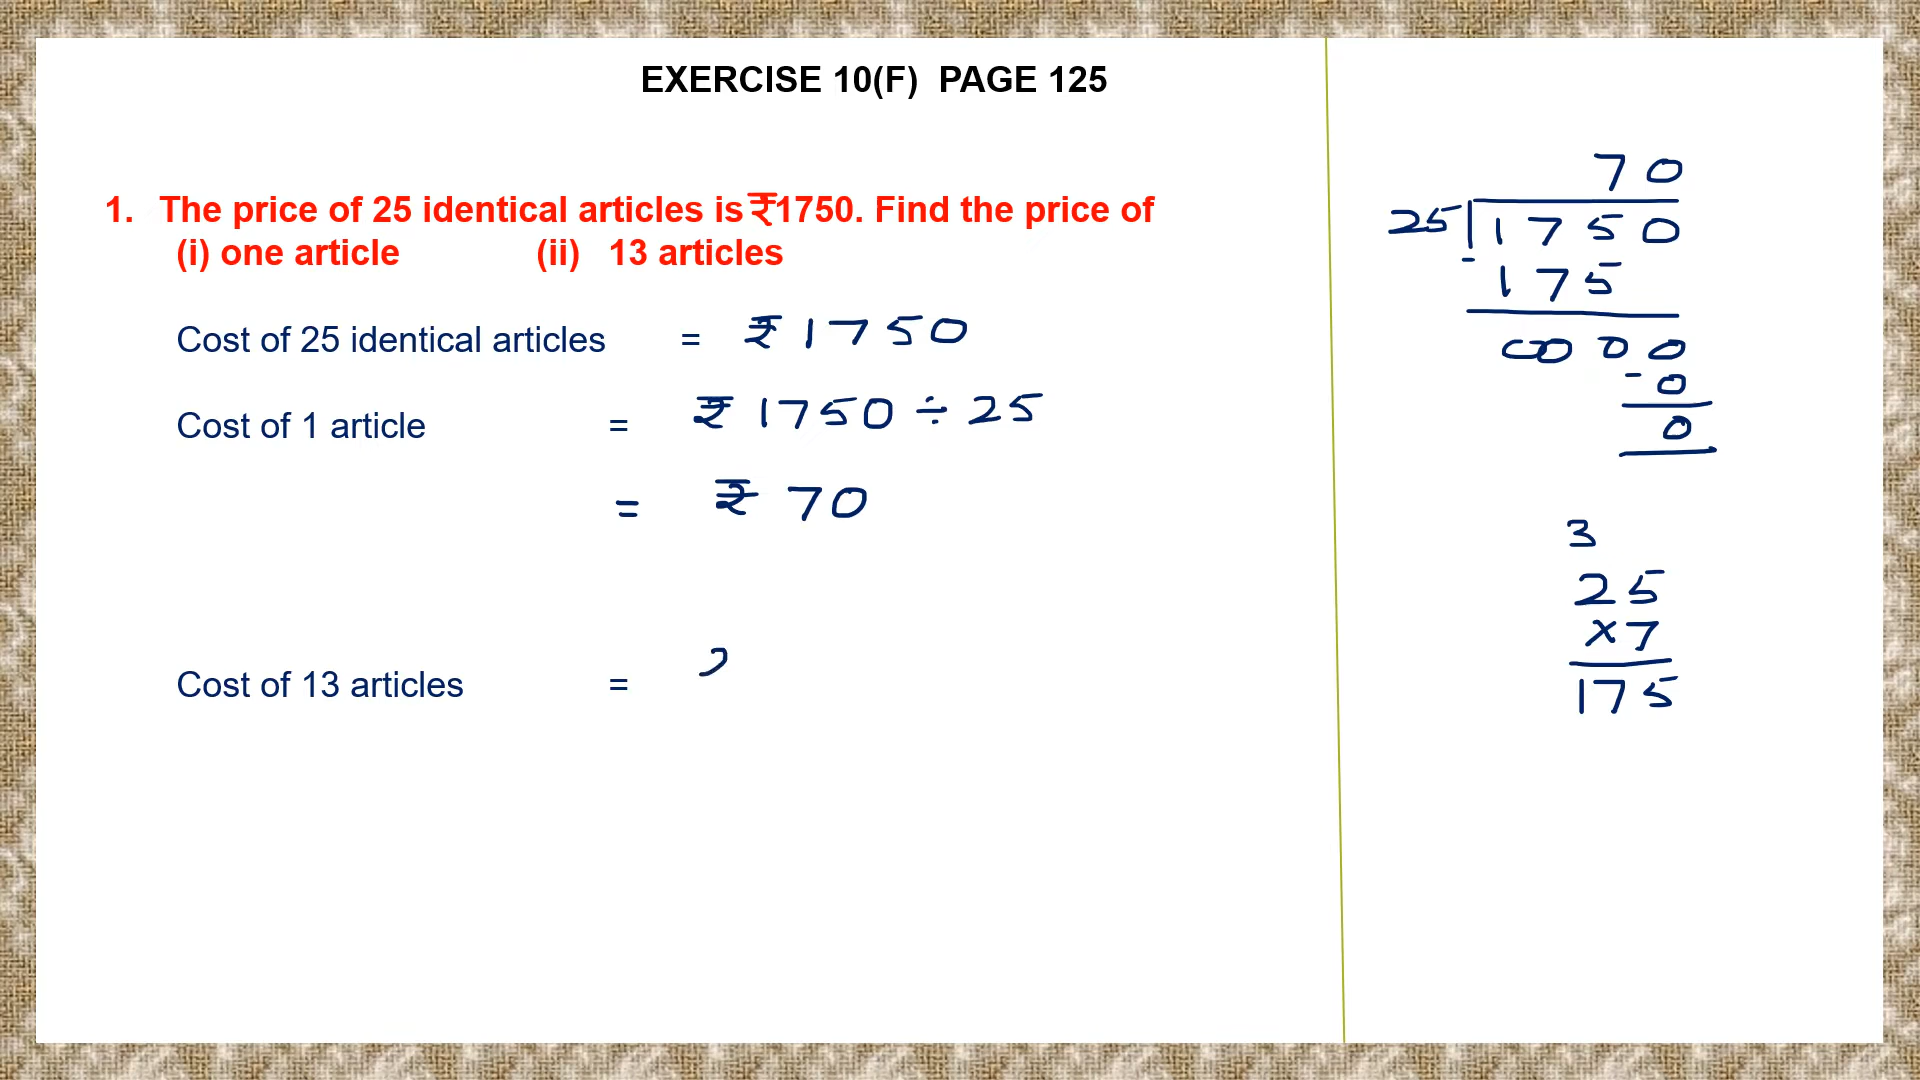 EXERCISE 10(F) PAGE 125
1. The price of 25 identical articles is ₹1750. Find the price of
(i) one article (ii) 13 articles
Cost of 25 identical articles = ₹ 1750
Cost of 1 article = ₹ 1750 ÷ 25
= ₹ 70
Cost of 13 articles =
70
25 1750
- 175
0000
- 0
0
3
25
×7
175